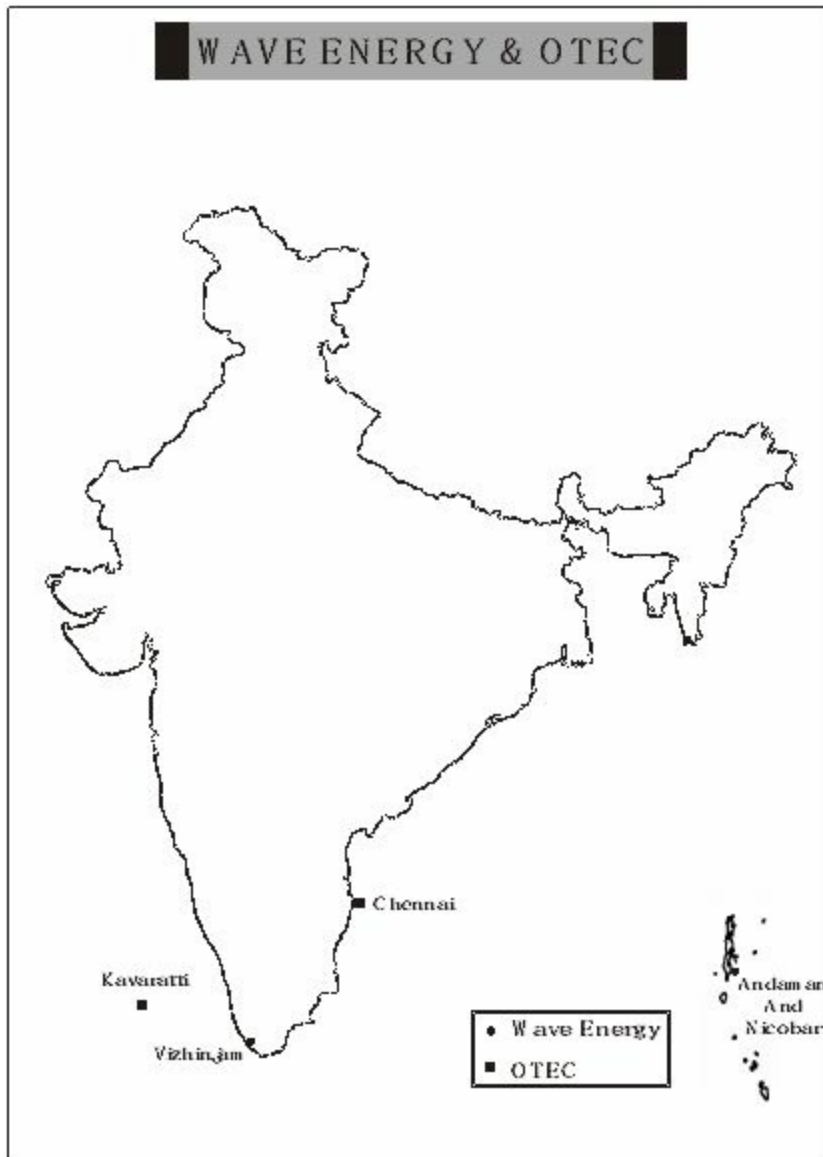 WAVE ENERGY & OTEC
Chennai
Kavaratti
Vizhinjam
Andaman
And
Nicobar
Wave Energy
OTEC